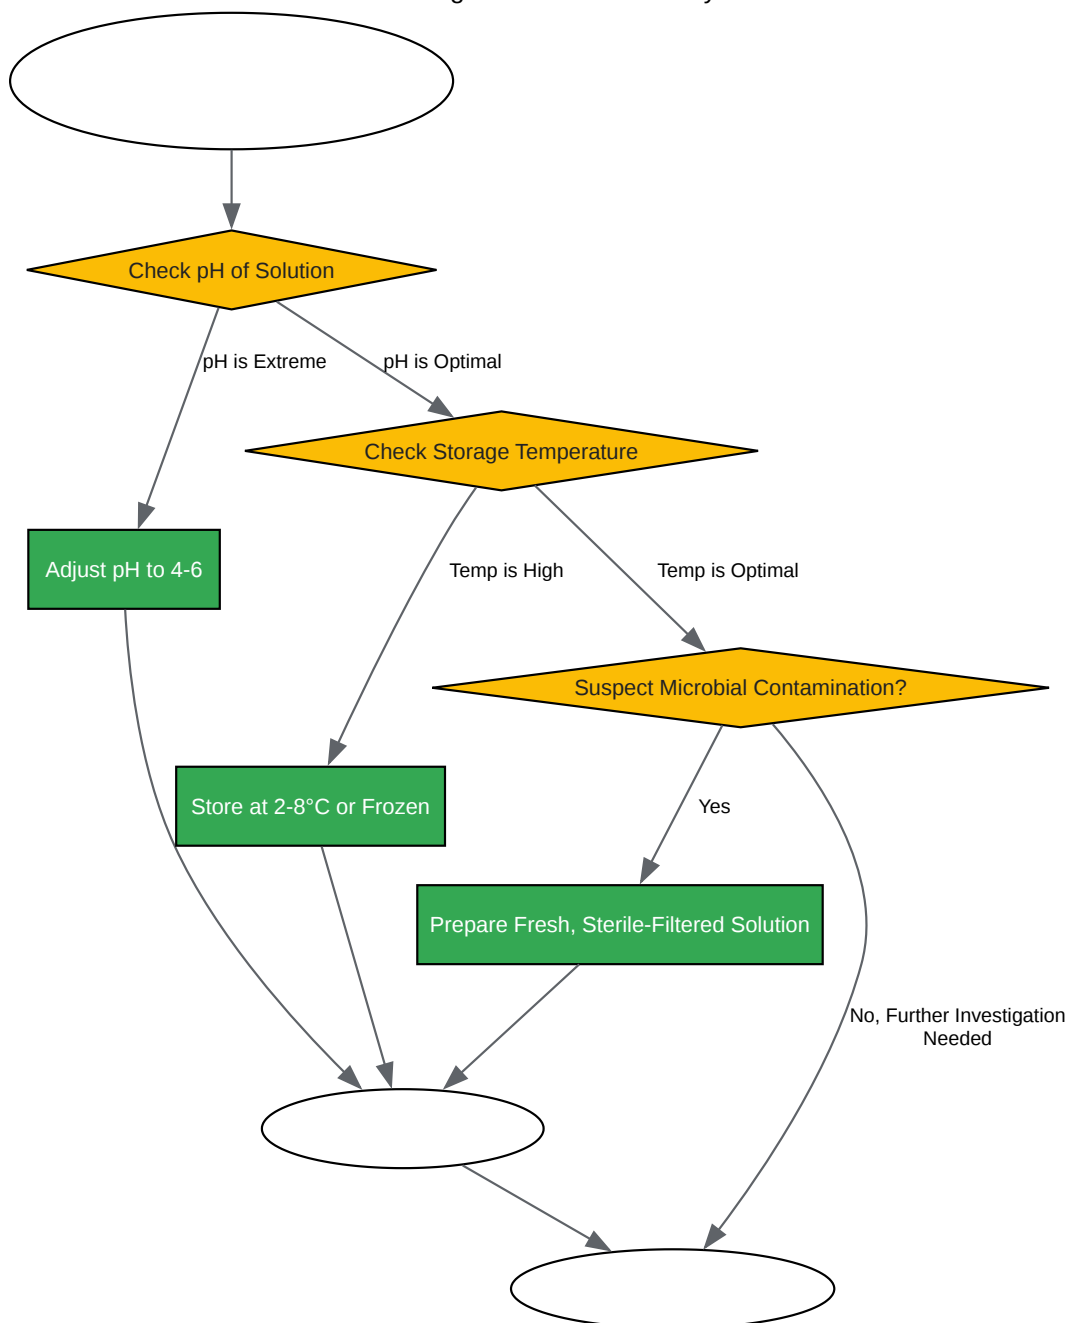 Check pH of Solution
pH is Extreme
pH is Optimal
Check Storage Temperature
Adjust pH to 4-6
Temp is High
Temp is Optimal
Suspect Microbial Contamination?
Store at 2-8°C or Frozen
Yes
Prepare Fresh, Sterile-Filtered Solution
No, Further Investigation
Needed